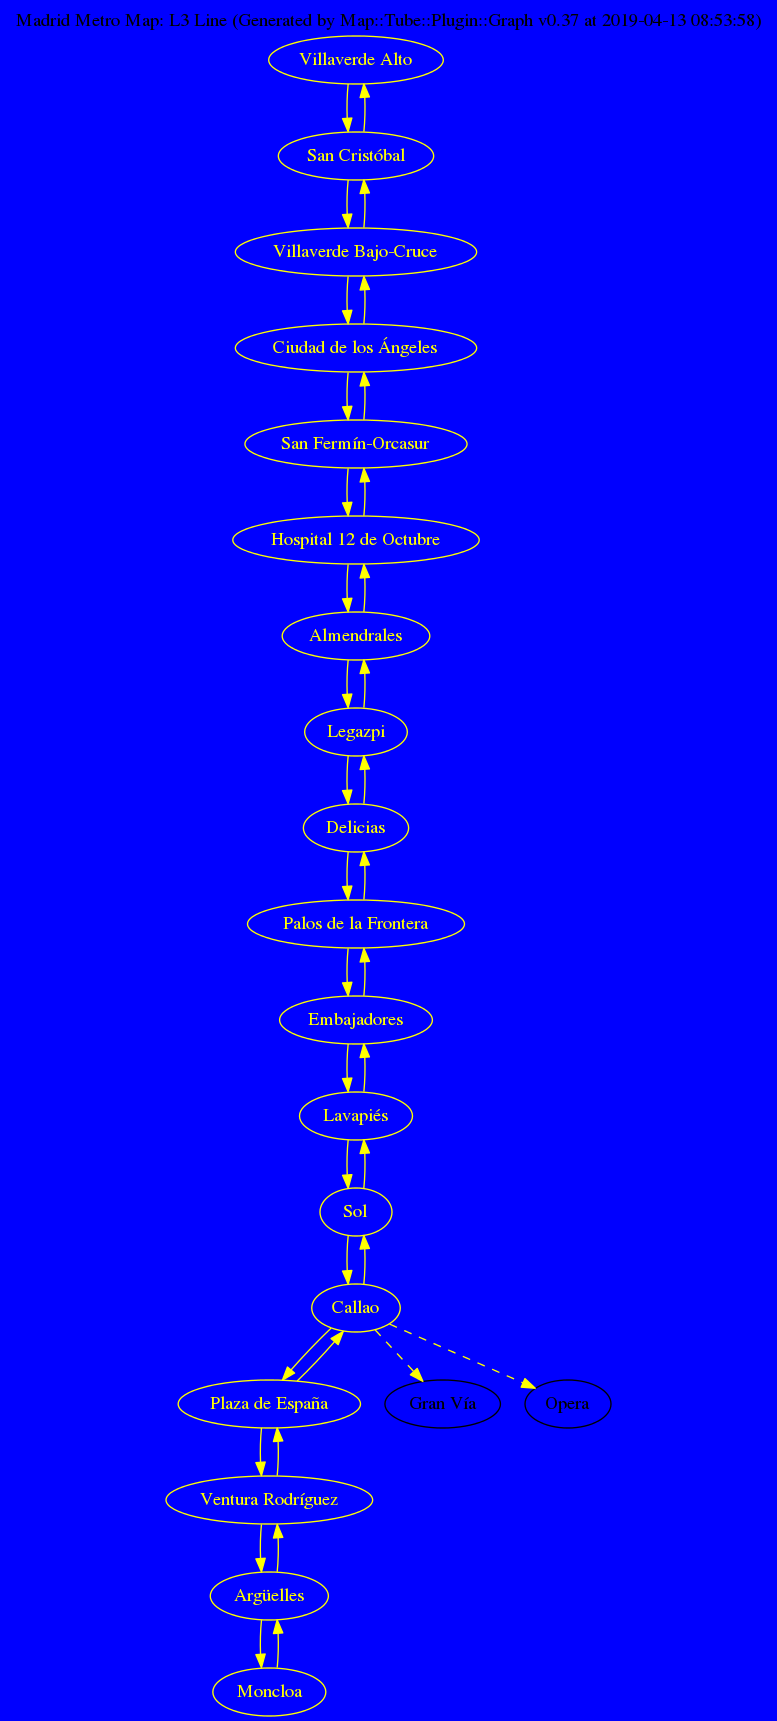 Madrid Metro Map: L3 Line (Generated by Map::Tube::Plugin::Graph v0.37 at 2019-04-13 08:53:58)
Villaverde Alto
San Cristóbal
Villaverde Bajo-Cruce
Ciudad de los Ángeles
San Fermín-Orcasur
Hospital 12 de Octubre
Almendrales
Legazpi
Delicias
Palos de la Frontera
Embajadores
Lavapiés
Sol
Callao
Plaza de España
Gran Vía
Opera
Ventura Rodríguez
Argüelles
Moncloa